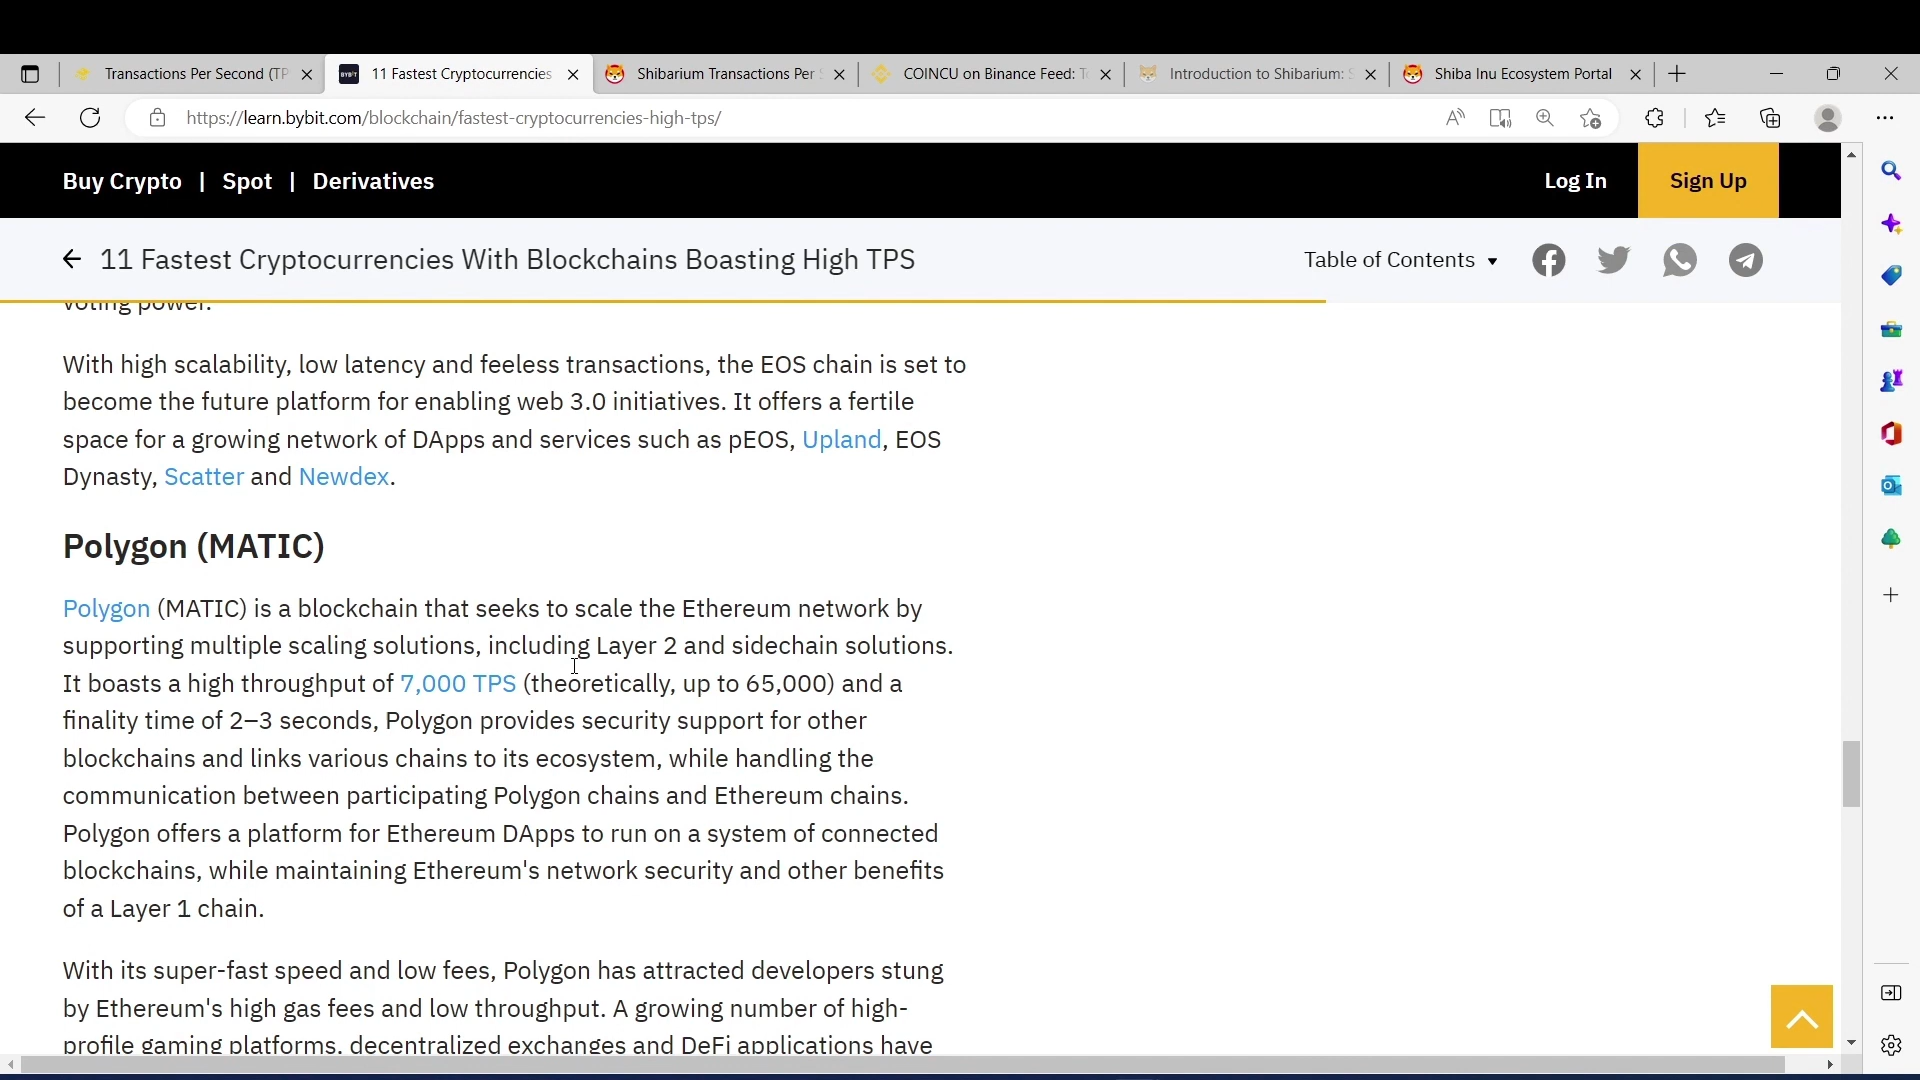 Transactions Per Second (TP
11 Fastest Cryptocurrencies
Shibarium Transactions Per
COINCU on Binance Feed:
Introduction to Shibarium:
Shiba Inu Ecosystem Portal
https://learn.bybit.com/blockchain/fastest-cryptocurrencies-high-tps/
Buy Crypto | Spot | Derivatives
Log In
Sign Up
11 Fastest Cryptocurrencies With Blockchains Boasting High TPS
Table of Contents
voting power.
With high scalability, low latency and feeless transactions, the EOS chain is set to
become the future platform for enabling web 3.0 initiatives. It offers a fertile
space for a growing network of DApps and services such as pEOS, Upland, EOS
Dynasty, Scatter and Newdex.
Polygon (MATIC)
Polygon (MATIC) is a blockchain that seeks to scale the Ethereum network by
supporting multiple scaling solutions, including Layer 2 and sidechain solutions.
It boasts a high throughput of 7,000 TPS (theoretically, up to 65,000) and a
finality time of 2–3 seconds, Polygon provides security support for other
blockchains and links various chains to its ecosystem, while handling the
communication between participating Polygon chains and Ethereum chains.
Polygon offers a platform for Ethereum DApps to run on a system of connected
blockchains, while maintaining Ethereum's network security and other benefits
of a Layer 1 chain.
With its super-fast speed and low fees, Polygon has attracted developers stung
by Ethereum's high gas fees and low throughput. A growing number of high-
profile gaming platforms, decentralized exchanges and DeFi applications have